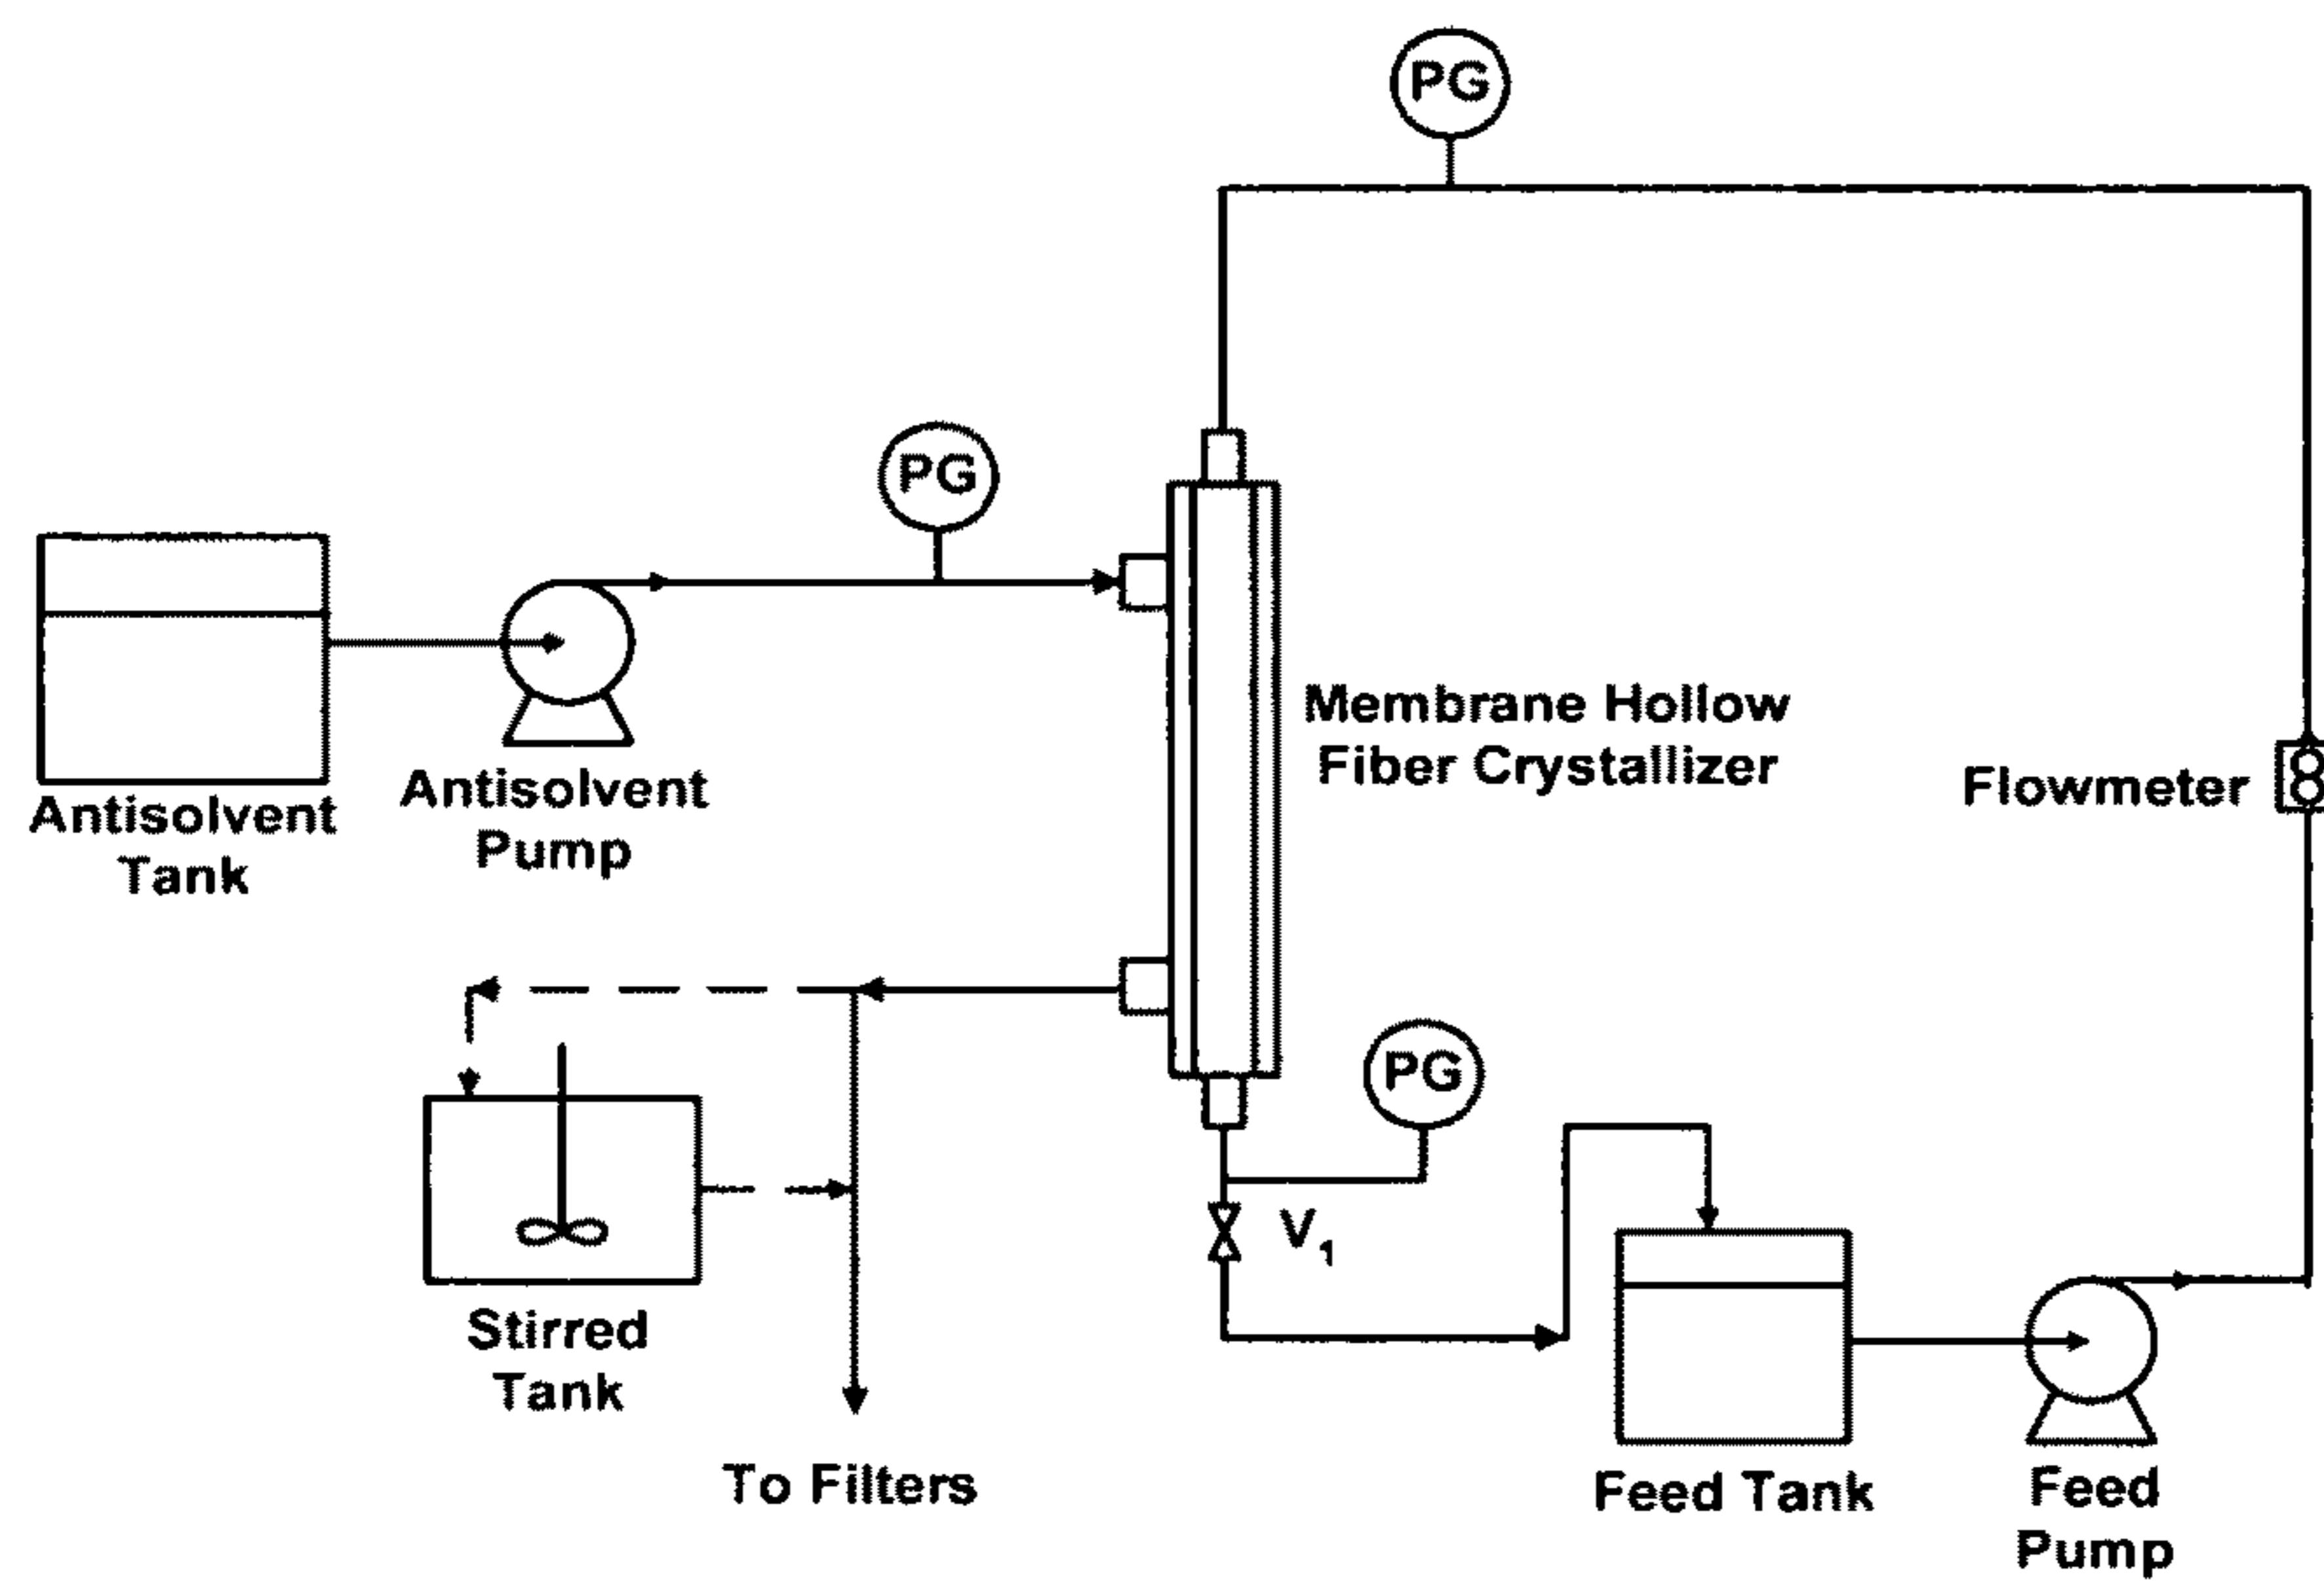 PG
PG
Membrane Hollow
Fiber Crystallizer
Flowmeter
Antisolvent
Tank
Antisolvent
Pump
PG
V1
Stirred
Tank
To Filters
Feed Tank
Feed
Pump